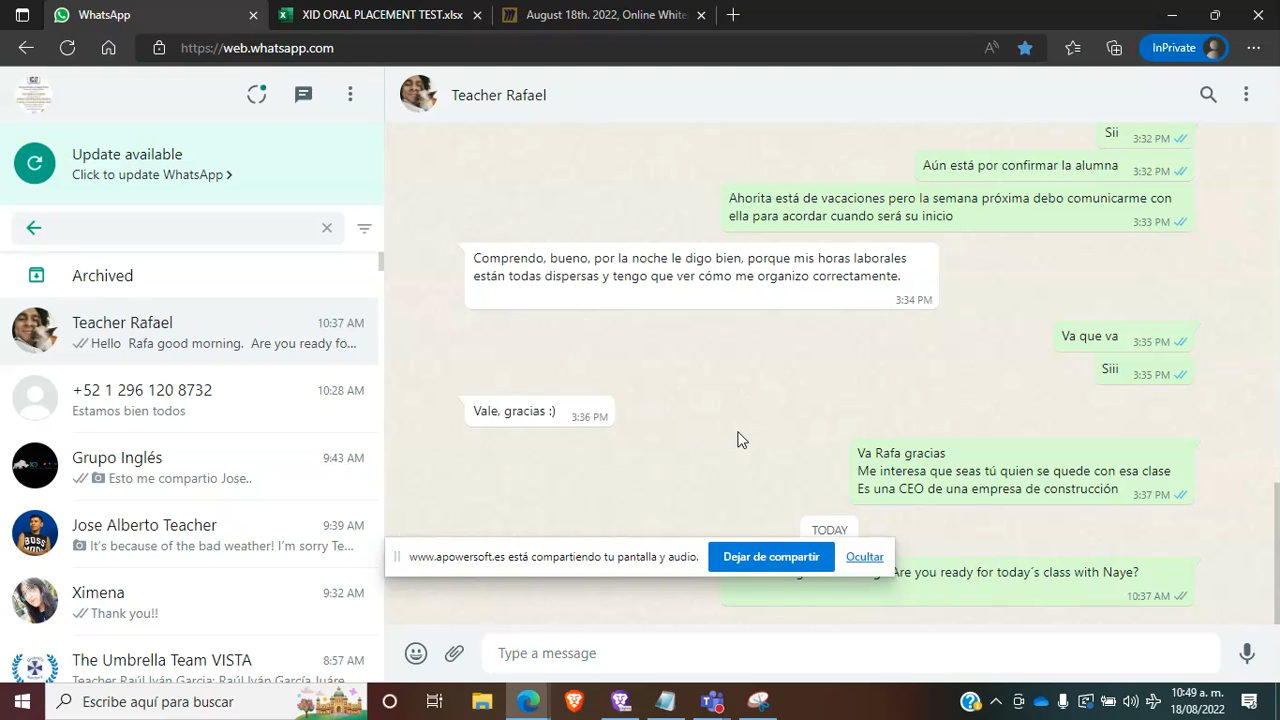 WhatsApp
XID ORAL PLACEMENT TEST.xlsx
August 18th. 2022, Online White
https://web.whatsapp.com
InPrivate
Teacher Rafael
Update available
Click to update WhatsApp
Archived
Teacher Rafael
10:37 AM
Hello Rafa good morning. Are you ready fo...
+52 1 296 120 8732
10:28 AM
Estamos bien todos
Grupo Inglés
9:43 AM
Esto me compartio Jose..
Jose Alberto Teacher
9:39 AM
It's because of the bad weather! I'm sorry Te...
Ximena
9:32 AM
Thank you!!
The Umbrella Team VISTA
8:57 AM
Sii
3:32 PM
Aún está por confirmar la alumna
3:32 PM
Ahorita está de vacaciones pero la semana próxima debo comunicarme con
ella para acordar cuando será su inicio
3:33 PM
Comprendo, bueno, por la noche le digo bien, porque mis horas laborales
están todas dispersas y tengo que ver cómo me organizo correctamente.
3:34 PM
Va que va
3:35 PM
Siii
3:35 PM
Vale, gracias :)
3:36 PM
Va Rafa gracias
Me interesa que seas tú quien se quede con esa clase
Es una CEO de una empresa de construcción
3:37 PM
TODAY
www.apowersoft.es está compartiendo tu pantalla y audio.
Dejar de compartir
Ocultar
Are you ready for today´s class with Naye?
10:37 AM
Type a message
Escribe aquí para buscar
10:49 a. m.
18/08/2022